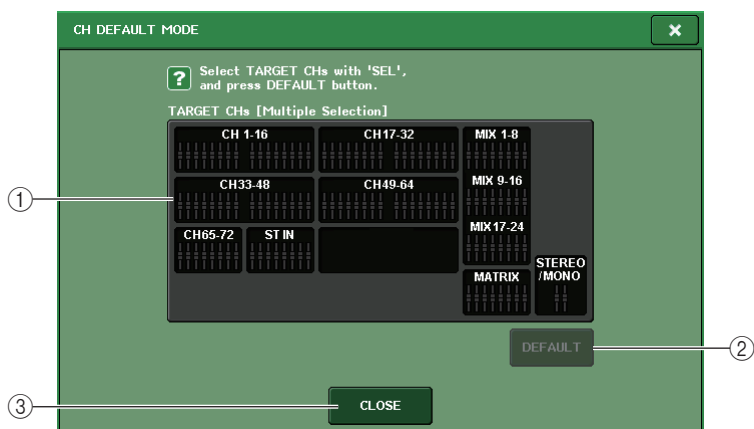 CH DEFAULT MODE
×
? Select TARGET CHs with 'SEL',
and press DEFAULT button.
TARGET CHs [Multiple Selection]
CH 1-16
CH17-32
MIX 1-8
CH33-48
CH49-64
MIX 9-16
CH65-72
ST IN
MIX 17-24
MATRIX
STEREO
/MONO
DEFAULT
CLOSE
1
2
3